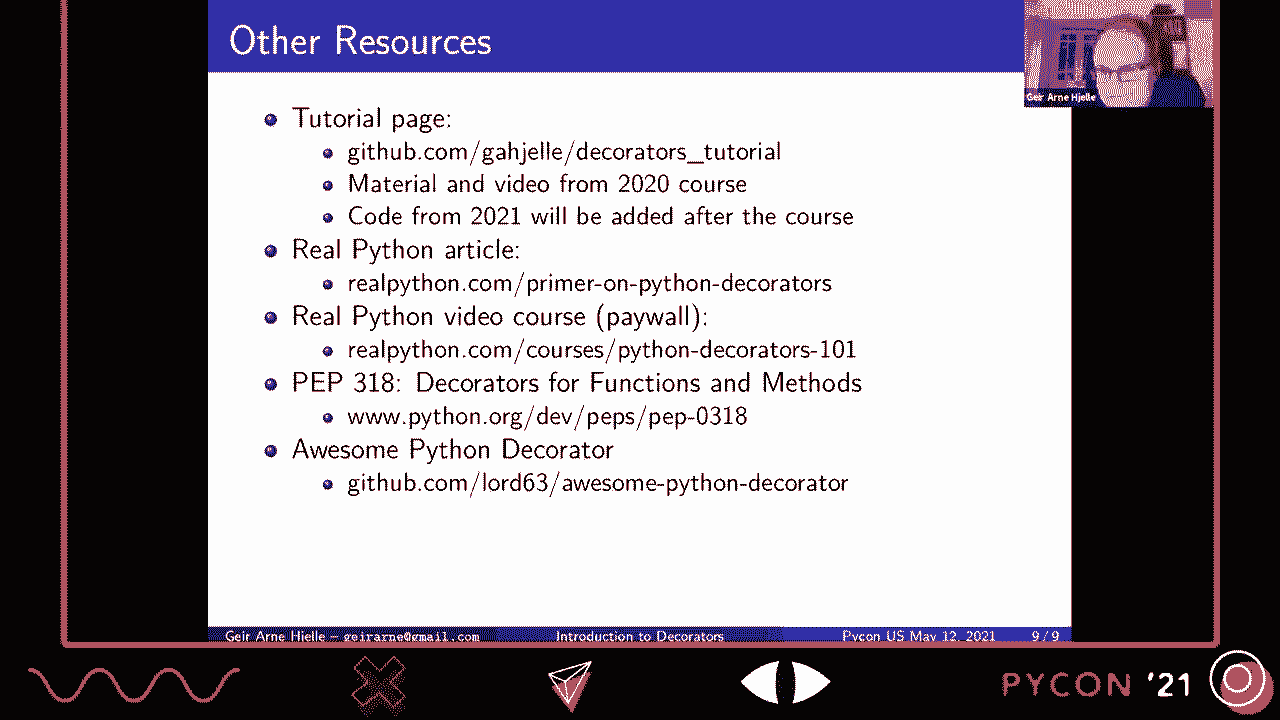 Other Resources
Geir Arne Hjelle
Tutorial page:
github.com/gahjelle/decorators_tutorial
Material and video from 2020 course
Code from 2021 will be added after the course
Real Python article:
realpython.com/primer-on-python-decorators
Real Python video course (paywall):
realpython.com/courses/python-decorators-101
PEP 318: Decorators for Functions and Methods
www.python.org/dev/peps/pep-0318
Awesome Python Decorator
github.com/lord63/awesome-python-decorator
Geir Arne Hjelle – geirarne@gmail.com Introduction to Decorators Pycon US May 12, 2021 9 / 9
PYCON '21